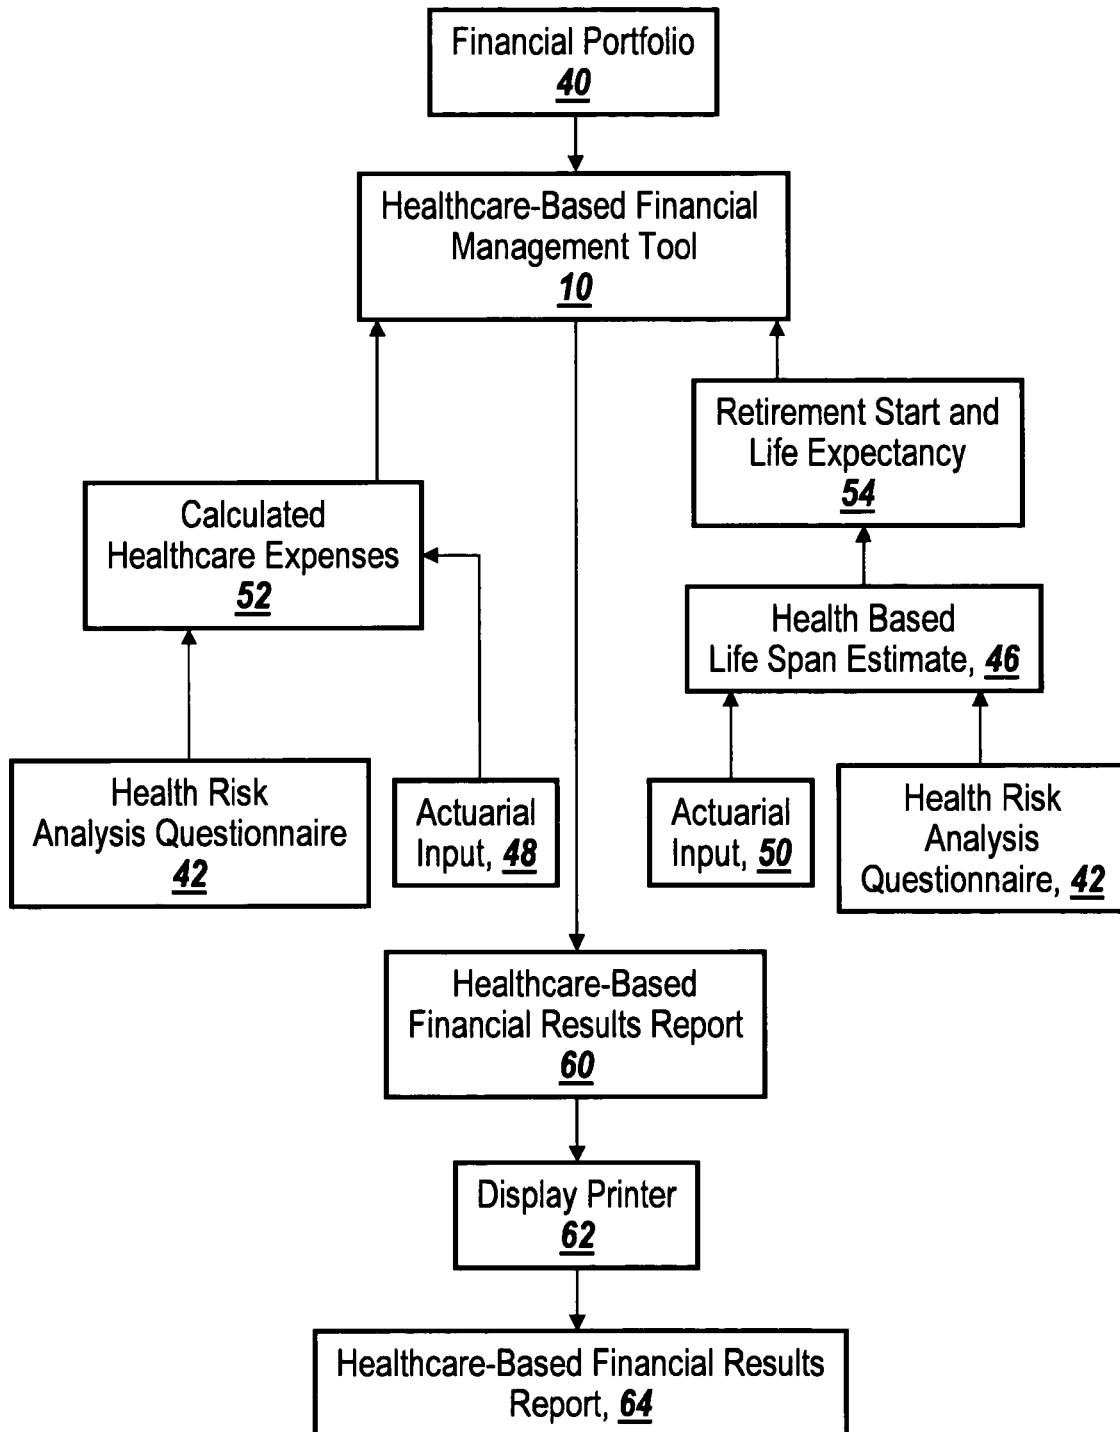 Financial Portfolio
40
Healthcare-Based Financial
Management Tool
10
Retirement Start and
Life Expectancy
54
Calculated
Healthcare Expenses
52
Health Based
Life Span Estimate, 46
Health Risk
Analysis Questionnaire
42
Actuarial
Input, 48
Actuarial
Input, 50
Health Risk
Analysis
Questionnaire, 42
Healthcare-Based
Financial Results Report
60
Display Printer
62
Healthcare-Based Financial Results
Report, 64